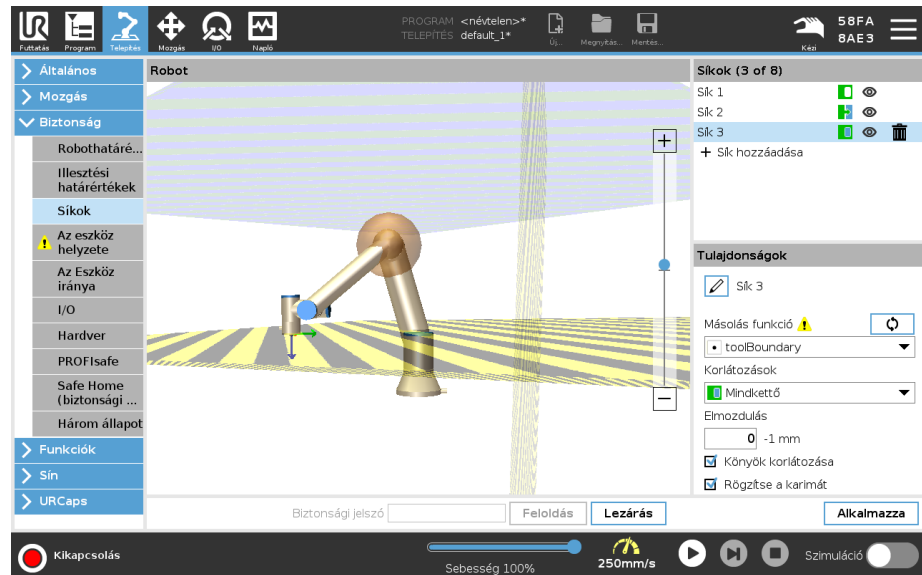 Futtatás
Program
Telepítés
Mozgás
I/O
Napló
PROGRAM <névtelen>*
TELEPÍTÉS default_1*
Új...
Megnyitás...
Mentés...
Kézi
58FA
8AE3
Általános
Mozgás
Biztonság
Robothatáré...
Illesztési
határértékek
Síkok
Az eszköz
helyzete
Az Eszköz
iránya
I/O
Hardver
PROFIsafe
Safe Home
(biztonsági ...
Három állapot
Funkciók
Sín
URCaps
Robot
Síkok (3 of 8)
Sík 1
Sík 2
Sík 3
+ Sík hozzáadása
Tulajdonságok
Sík 3
Másolás funkció
toolBoundary
Korlátozások
Mindkettő
Elmozdulás
0 -1 mm
Könyök korlátozása
Rögzítse a karimát
Biztonsági jelszó
Feloldás
Lezárás
Alkalmazza
Kikapcsolás
Sebesség 100%
250mm/s
Szimuláció